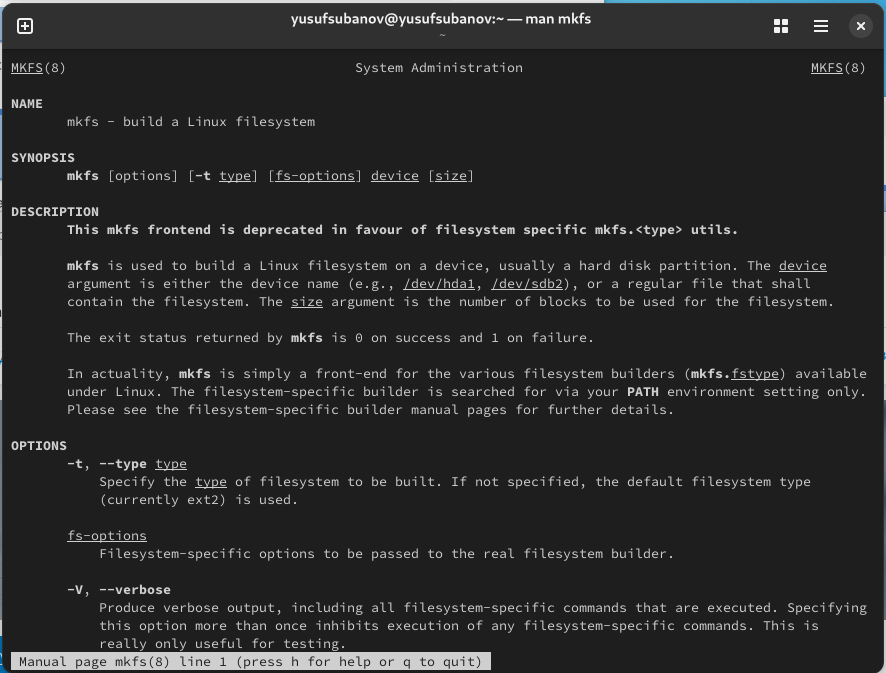 yusufsubanov@yusufsubanov:~ — man mkfs
~
MKFS(8) System Administration MKFS(8)
NAME
mkfs - build a Linux filesystem
SYNOPSIS
mkfs [options] [-t type] [fs-options] device [size]
DESCRIPTION
This mkfs frontend is deprecated in favour of filesystem specific mkfs.<type> utils.
mkfs is used to build a Linux filesystem on a device, usually a hard disk partition. The device
argument is either the device name (e.g., /dev/hda1, /dev/sdb2), or a regular file that shall
contain the filesystem. The size argument is the number of blocks to be used for the filesystem.
The exit status returned by mkfs is 0 on success and 1 on failure.
In actuality, mkfs is simply a front-end for the various filesystem builders (mkfs.fstype) available
under Linux. The filesystem-specific builder is searched for via your PATH environment setting only.
Please see the filesystem-specific builder manual pages for further details.
OPTIONS
-t, --type type
Specify the type of filesystem to be built. If not specified, the default filesystem type
(currently ext2) is used.
fs-options
Filesystem-specific options to be passed to the real filesystem builder.
-V, --verbose
Produce verbose output, including all filesystem-specific commands that are executed. Specifying
this option more than once inhibits execution of any filesystem-specific commands. This is
really only useful for testing.
Manual page mkfs(8) line 1 (press h for help or q to quit)